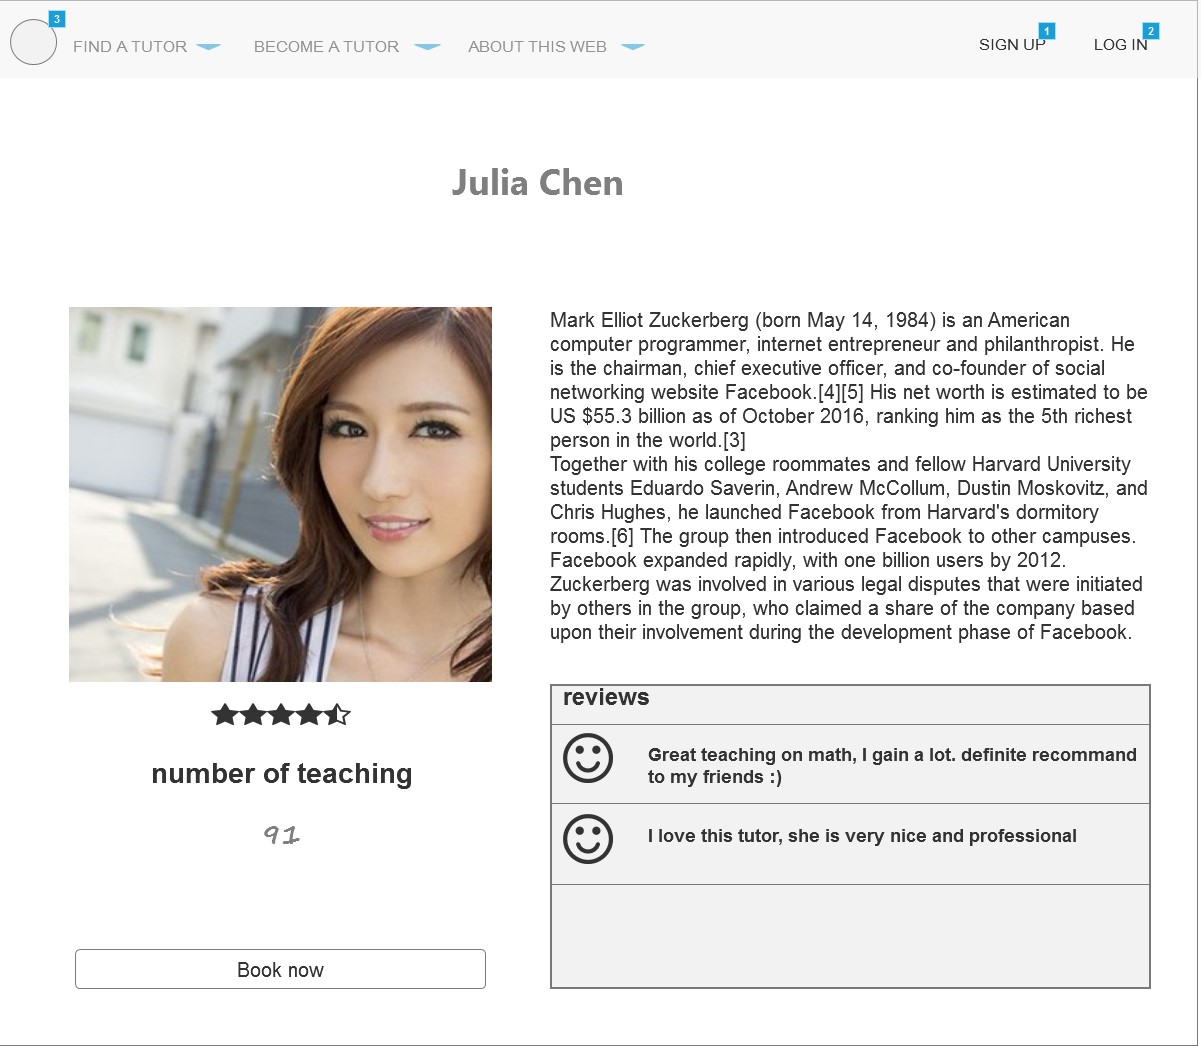 3
FIND A TUTOR BECOME A TUTOR ABOUT THIS WEB SIGN UP 1 LOG IN 2
Julia Chen
Mark Elliot Zuckerberg (born May 14, 1984) is an American
computer programmer, internet entrepreneur and philanthropist. He
is the chairman, chief executive officer, and co-founder of social
networking website Facebook.[4][5] His net worth is estimated to be
US $55.3 billion as of October 2016, ranking him as the 5th richest
person in the world.[3]
Together with his college roommates and fellow Harvard University
students Eduardo Saverin, Andrew McCollum, Dustin Moskovitz, and
Chris Hughes, he launched Facebook from Harvard's dormitory
rooms.[6] The group then introduced Facebook to other campuses.
Facebook expanded rapidly, with one billion users by 2012.
Zuckerberg was involved in various legal disputes that were initiated
by others in the group, who claimed a share of the company based
upon their involvement during the development phase of Facebook.
number of teaching
91
Book now
reviews
Great teaching on math, I gain a lot. definite recommand
to my friends :)
I love this tutor, she is very nice and professional